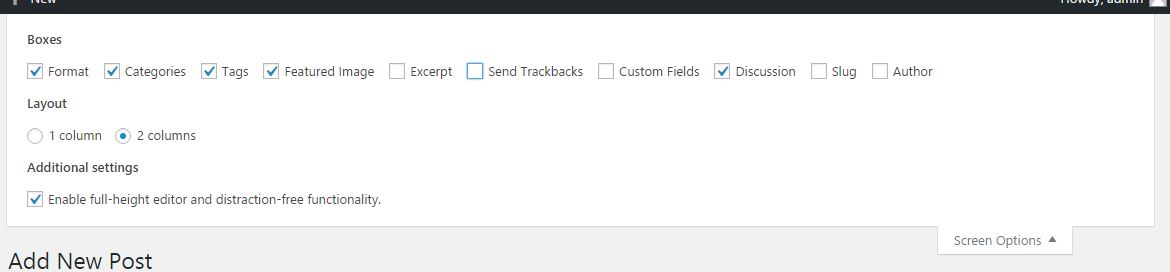 New Howdy, admin
Boxes
Format Categories Tags Featured Image Excerpt Send Trackbacks Custom Fields Discussion Slug Author
Layout
1 column 2 columns
Additional settings
Enable full-height editor and distraction-free functionality.
Screen Options
Add New Post